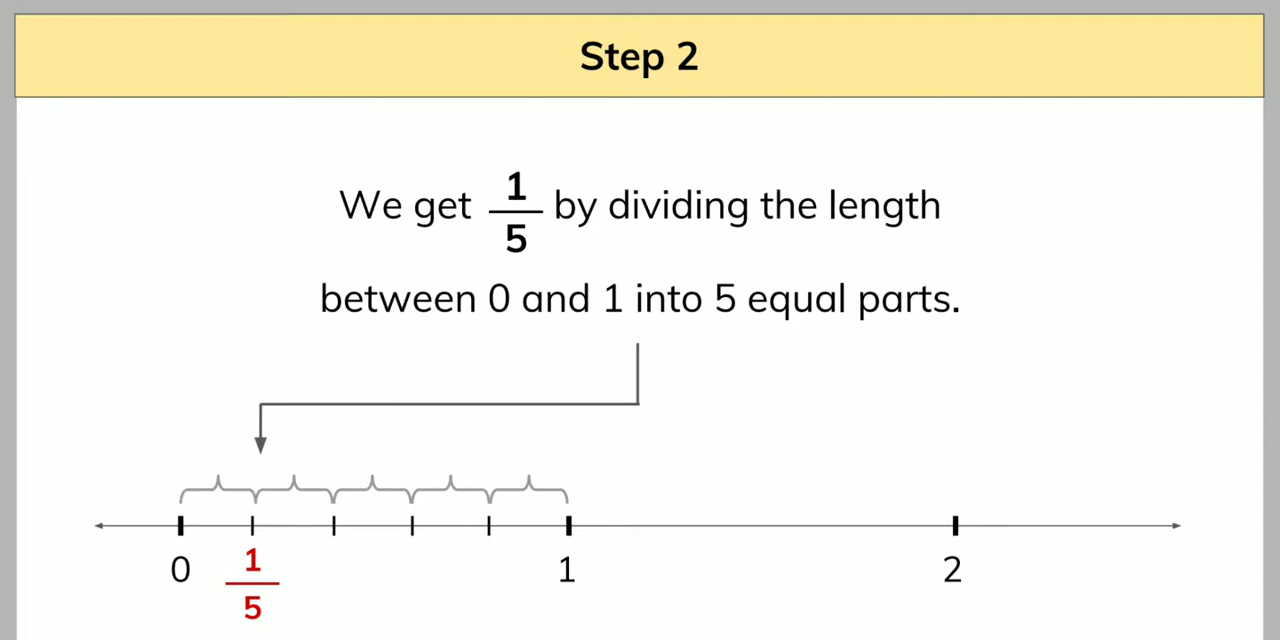 Step 2
We get 1/5 by dividing the length
between 0 and 1 into 5 equal parts.
0 1/5 1 2